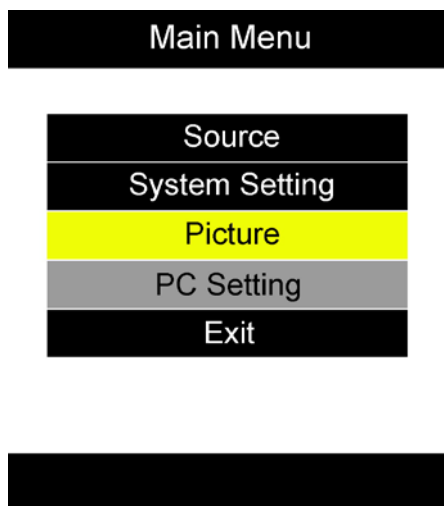 Main Menu
Source
System Setting
Picture
PC Setting
Exit